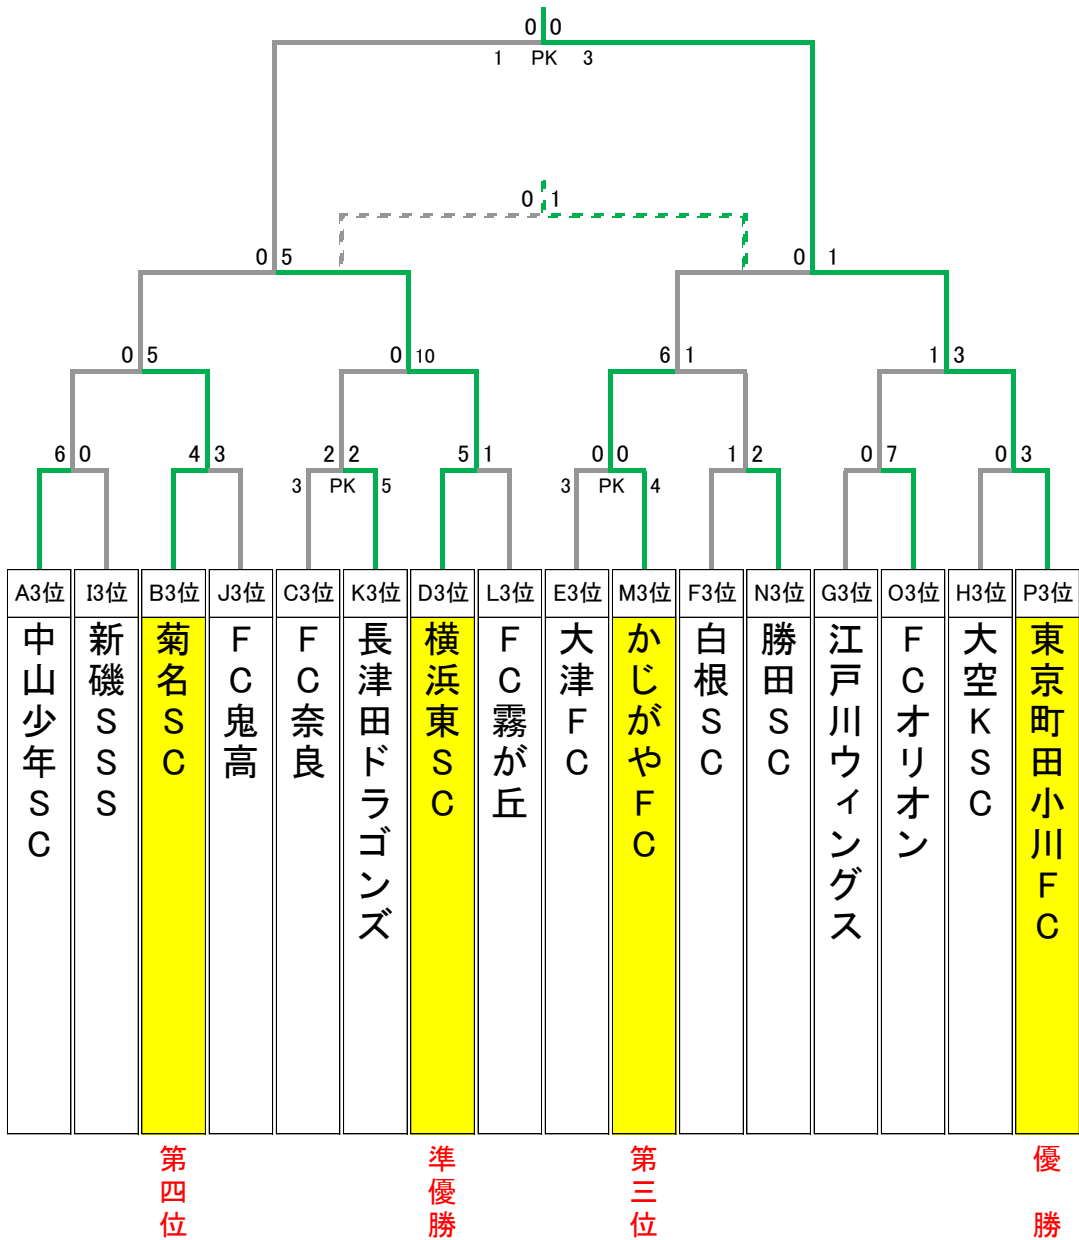 0 0
1 PK 3
0 1
0 5
0 1
0 5
0 10
6 1
1 3
6 0
4 3
2 2
5 1
0 0
1 2
0 7
0 3
3 PK 5
3 PK 4
A3位
I3位
B3位
J3位
C3位
K3位
D3位
L3位
E3位
M3位
F3位
N3位
G3位
O3位
H3位
P3位
中山少年SC
新磯SSS
菊名SC
FC鬼高
FC奈良
長津田ドラゴンズ
横浜東SC
FC霧が丘
大津FC
かじがやFC
白根SC
勝田SC
江戸川ウィングス
FCオリオン
大空KSC
東京町田小川FC
第四位
準優勝
第三位
優勝